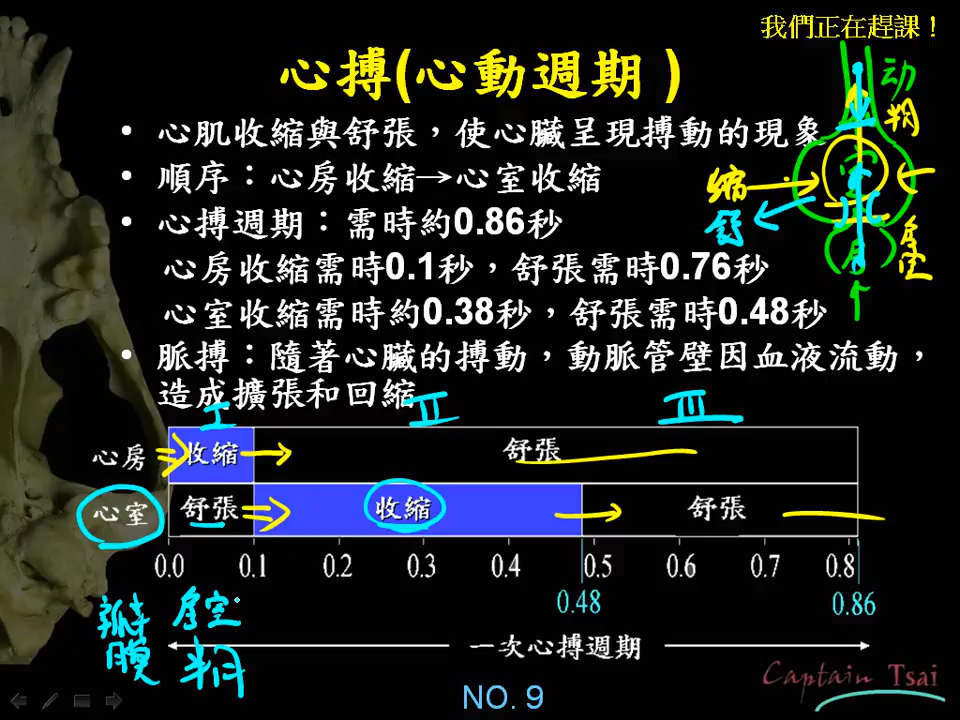 我們正在趕課！
心搏(心動週期)
• 心肌收縮與舒張，使心臟呈現搏動的現象
• 順序：心房收縮→心室收縮
• 心搏週期：需時約0.86秒
心房收縮需時0.1秒，舒張需時0.76秒
心室收縮需時約0.38秒，舒張需時0.48秒
• 脈搏：隨著心臟的搏動，動脈管壁因血液流動，
造成擴張和回縮
动
室
缩
房
I II III
心房 收縮 舒張
心室 舒張 收縮 舒張
0.0 0.1 0.2 0.3 0.4 0.5 0.6 0.7 0.8
0.48 0.86
瓣膜
一次心搏週期
Captain Tsai
NO. 9